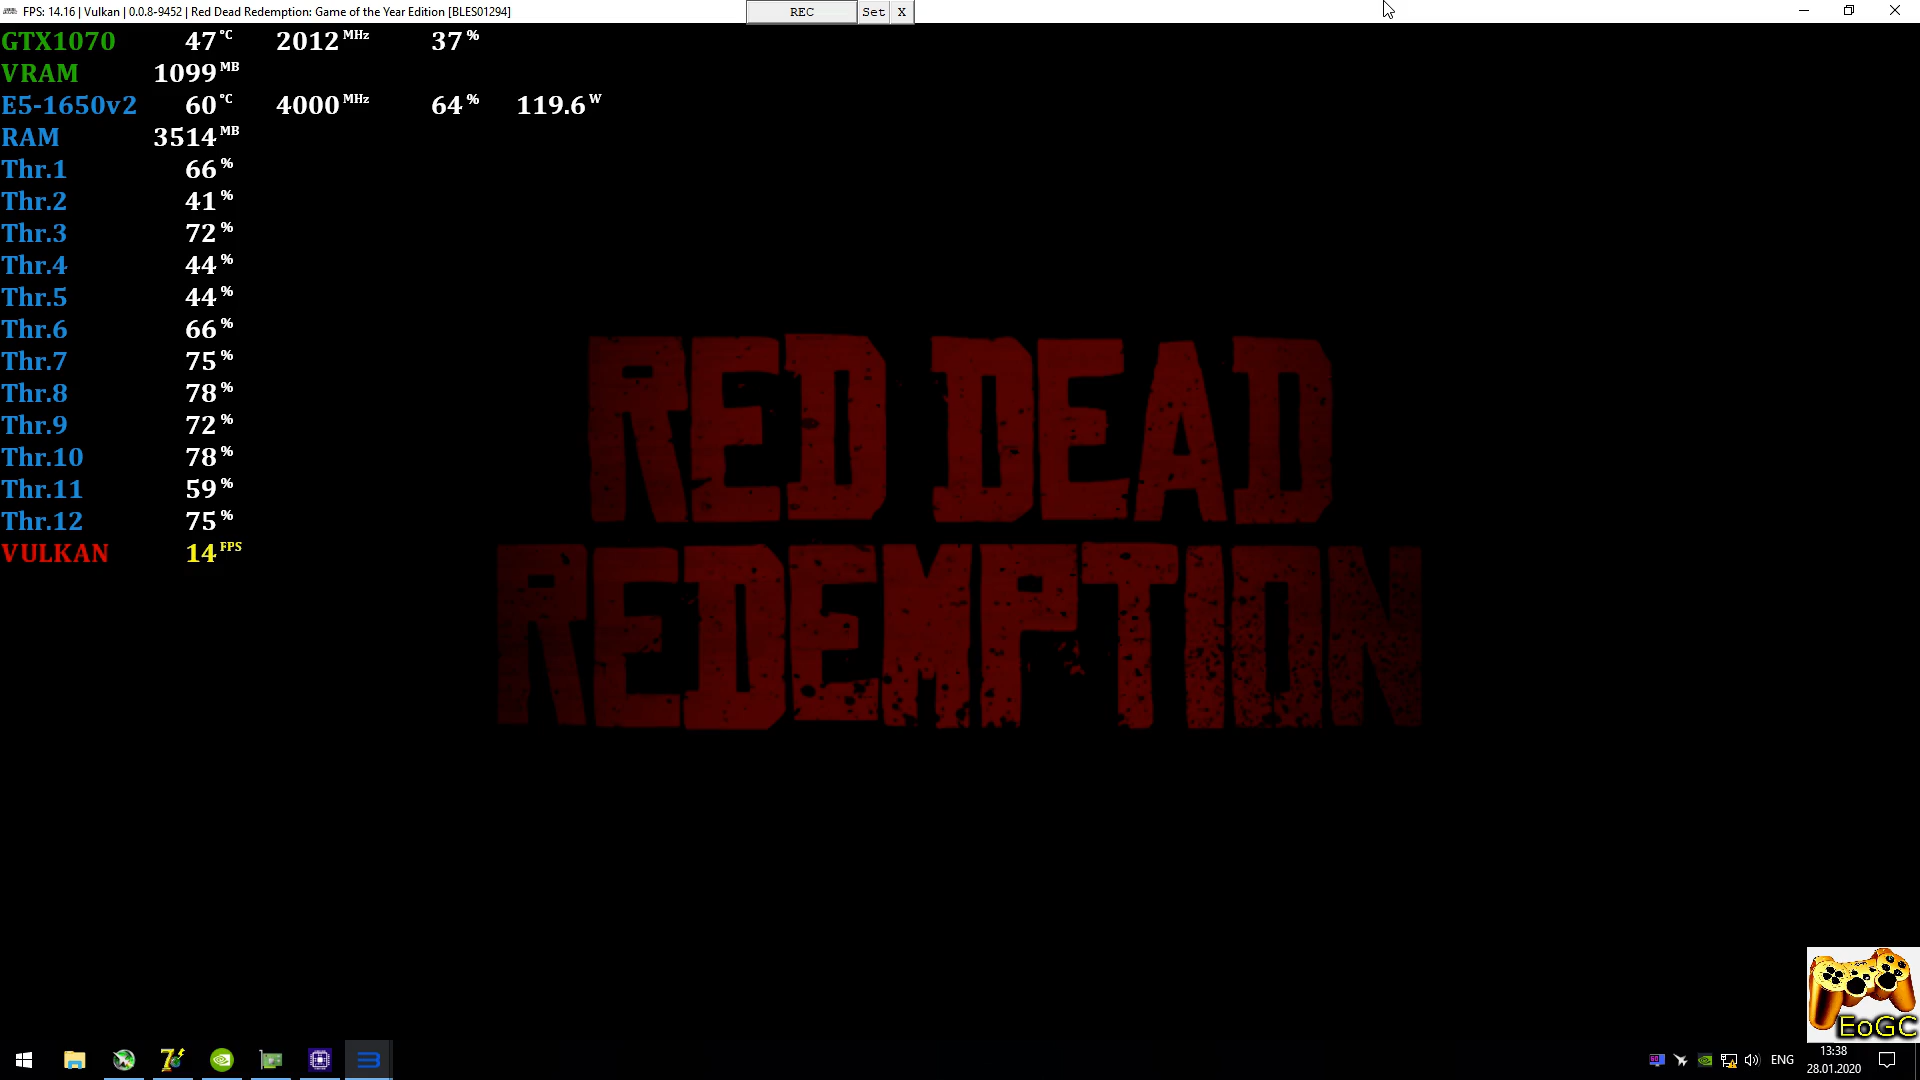 FPS: 14.16 | Vulkan | 0.0.8-9452 | Red Dead Redemption: Game of the Year Edition [BLES01294]
REC Set X
GTX1070 47 °C 2012 MHz 37 %
VRAM 1099 MB
E5-1650v2 60 °C 4000 MHz 64 % 119.6 W
RAM 3514 MB
Thr.1 66 %
Thr.2 41 %
Thr.3 72 %
Thr.4 44 %
Thr.5 44 %
Thr.6 66 %
Thr.7 75 %
Thr.8 78 %
Thr.9 72 %
Thr.10 78 %
Thr.11 59 %
Thr.12 75 %
VULKAN 14 FPS
RED DEAD
REDEMPTION
EoGC
ENG
13:38
28.01.2020